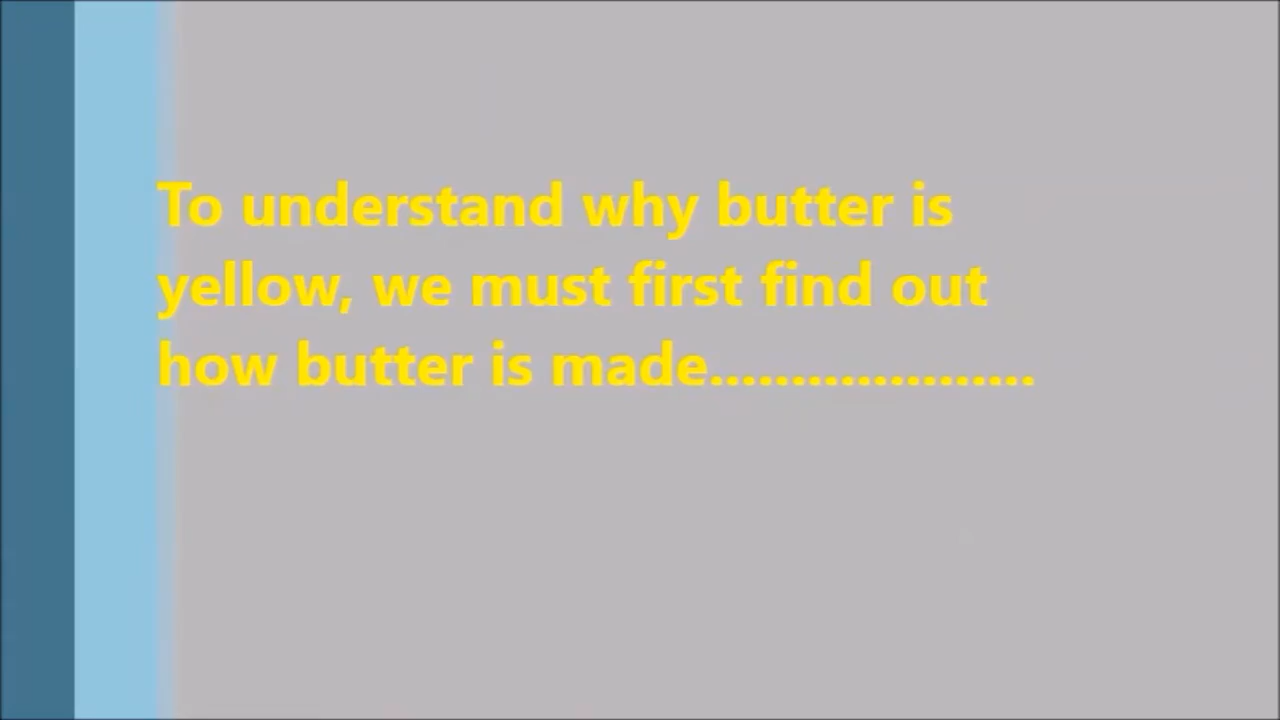 To understand why butter is
yellow, we must first find out
how butter is made....................